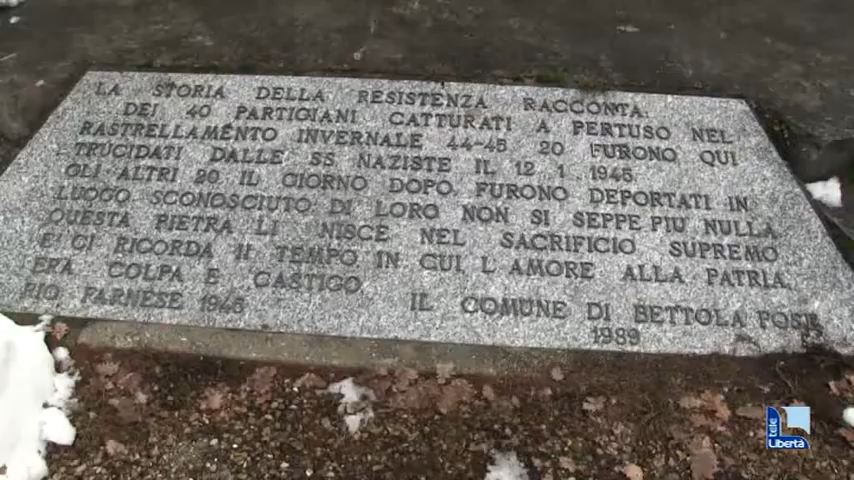 LA STORIA DELLA RESISTENZA RACCONTA:
DEI 40 PARTIGIANI CATTURATI A PERTUSO NEL
RASTRELLAMENTO INVERNALE 44-45 20 FURONO QUI
TRUCIDATI DALLE SS. NAZISTE IL 12 1 1945.
GLI ALTRI 20 IL GIORNO DOPO, FURONO DEPORTATI IN
LUOGO SCONOSCIUTO DI LORO NON SI SEPPE PIU NULLA
QUESTA PIETRA LI NISCE NEL SACRIFICIO SUPREMO
E CI RICORDA IL TEMPO IN CUI L'AMORE ALLA PATRIA.
ERA COLPA E CASTIGO.
RIO FARNESE 1945 IL COMUNE DI BETTOLA POSE
1989
tele
Libertà